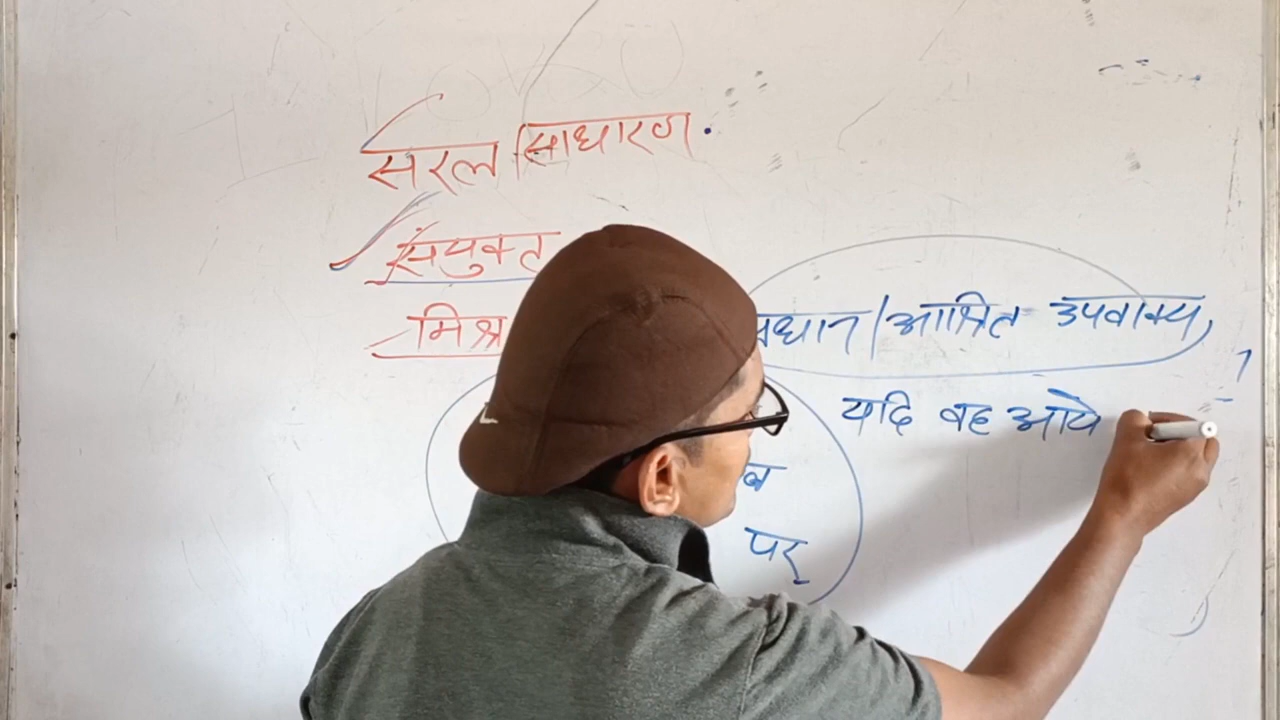 सरल/साधारण
संयुक्त
मिश्र
आश्रित उपवाक्य
यदि वह आये
पर